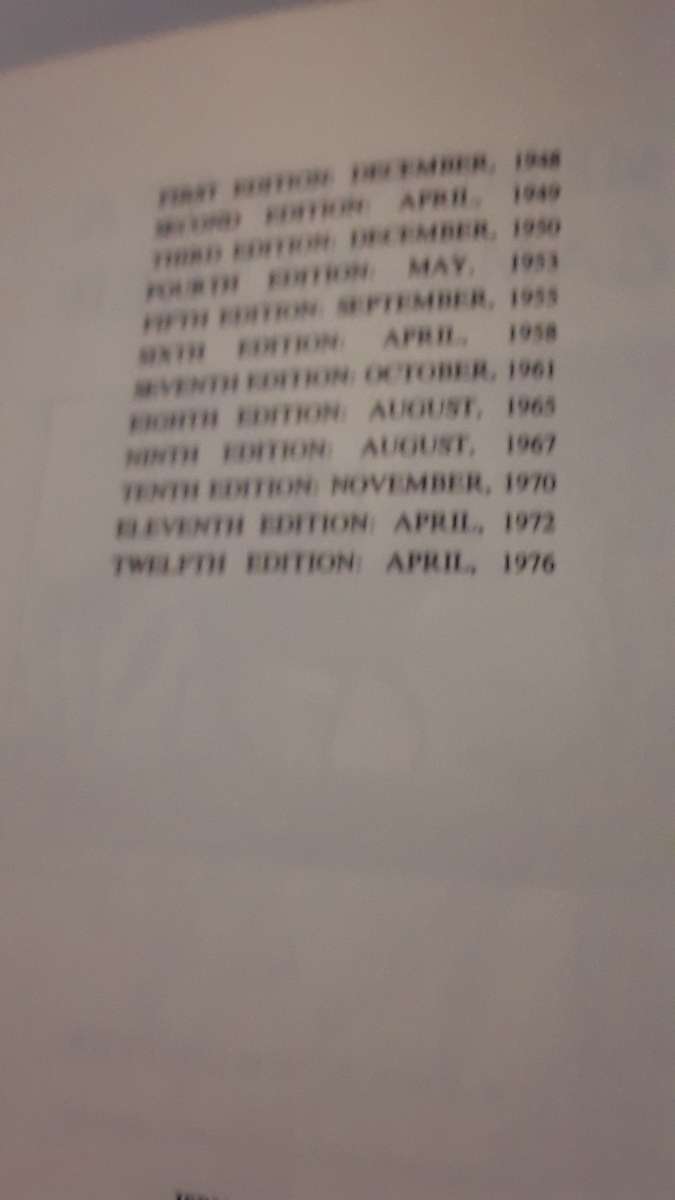 FIRST EDITION: DECEMBER, 1948
SECOND EDITION: APRIL, 1949
THIRD EDITION: DECEMBER, 1950
FOURTH EDITION: MAY, 1953
FIFTH EDITION: SEPTEMBER, 1955
SIXTH EDITION: APRIL, 1958
SEVENTH EDITION: OCTOBER, 1961
EIGHTH EDITION: AUGUST, 1965
NINTH EDITION: AUGUST, 1967
TENTH EDITION: NOVEMBER, 1970
ELEVENTH EDITION: APRIL, 1972
TWELFTH EDITION: APRIL, 1976